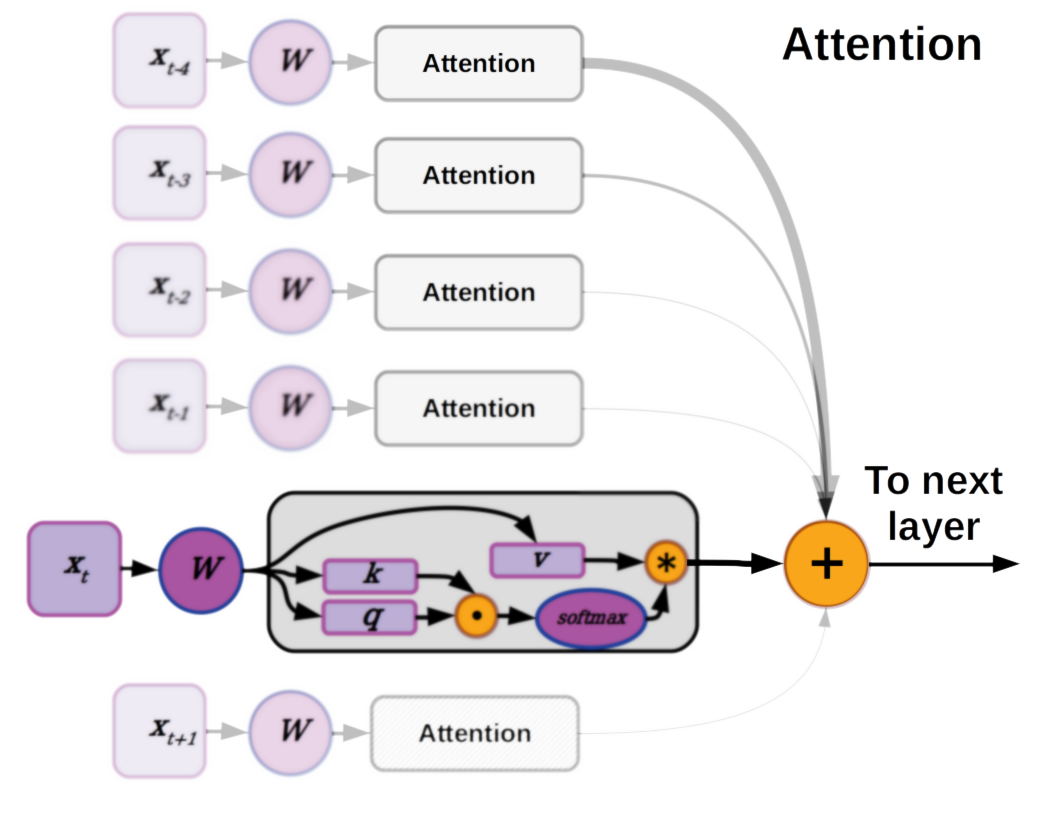 Attention
x_{t-4} W Attention
x_{t-3} W Attention
x_{t-2} W Attention
x_{t-1} W Attention
To next
layer
x_t W k q v * · softmax +
x_{t+1} W Attention